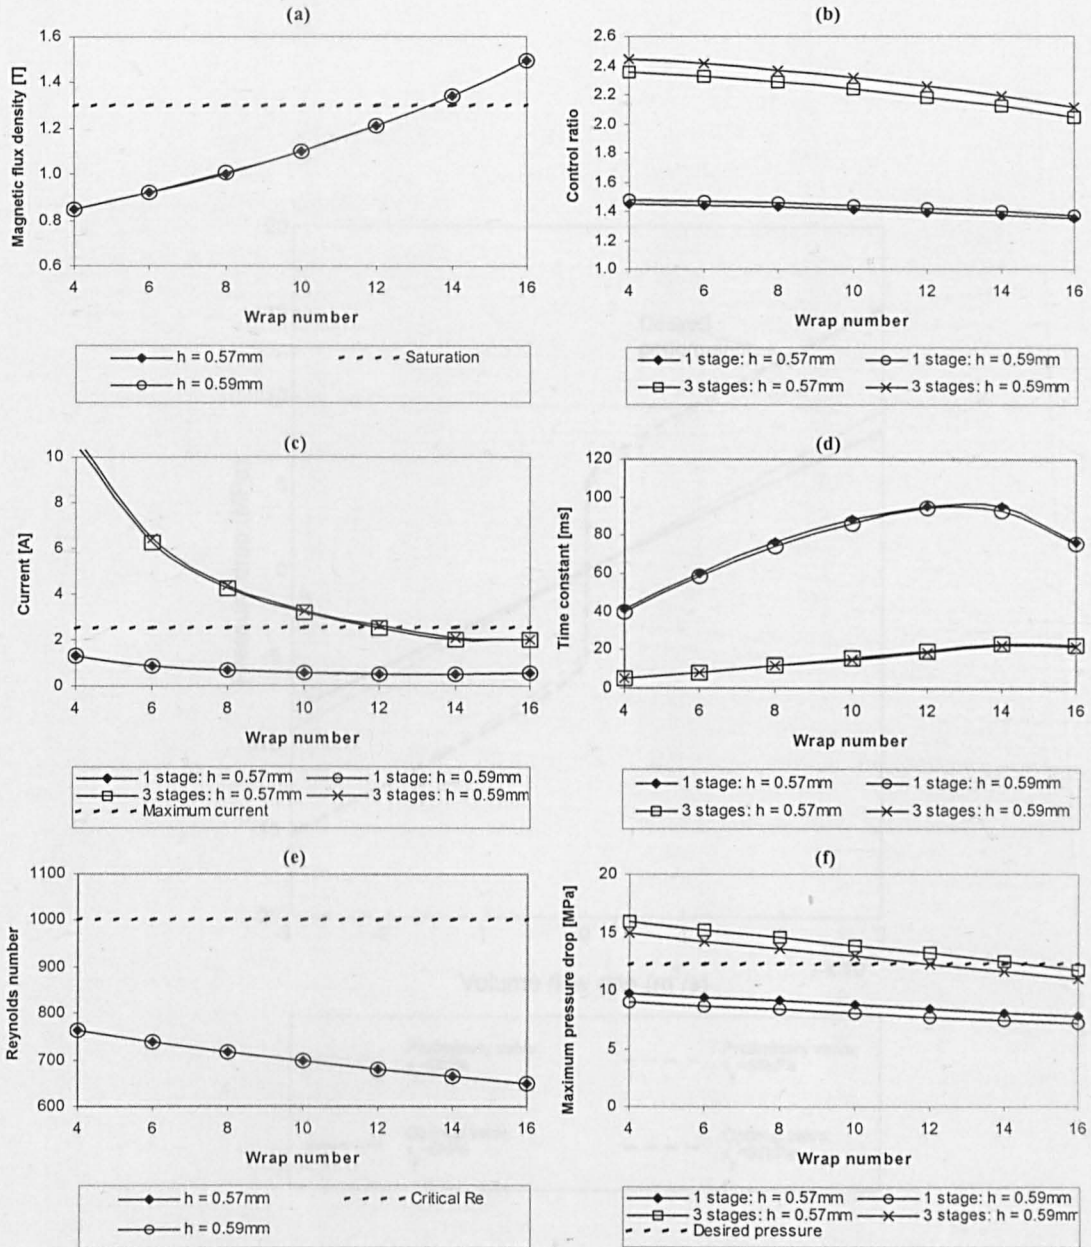 (a)
Magnetic flux density [T]
1.6
1.4
1.2
1.0
0.8
0.6
4 6 8 10 12 14 16
Wrap number
h = 0.57mm Saturation
h = 0.59mm
(b)
Control ratio
2.6
2.4
2.2
2.0
1.8
1.6
1.4
1.2
1.0
4 6 8 10 12 14 16
Wrap number
1 stage: h = 0.57mm 1 stage: h = 0.59mm
3 stages: h = 0.57mm 3 stages: h = 0.59mm
(c)
Current [A]
10
8
6
4
2
0
4 6 8 10 12 14 16
Wrap number
1 stage: h = 0.57mm 1 stage: h = 0.59mm
3 stages: h = 0.57mm 3 stages: h = 0.59mm
Maximum current
(d)
Time constant [ms]
120
100
80
60
40
20
0
4 6 8 10 12 14 16
Wrap number
1 stage: h = 0.57mm 1 stage: h = 0.59mm
3 stages: h = 0.57mm 3 stages: h = 0.59mm
(e)
Reynolds number
1100
1000
900
800
700
600
4 6 8 10 12 14 16
Wrap number
h = 0.57mm Critical Re
h = 0.59mm
(f)
Maximum pressure drop [MPa]
20
15
10
5
0
4 6 8 10 12 14 16
Wrap number
1 stage: h = 0.57mm 1 stage: h = 0.59mm
3 stages: h = 0.57mm 3 stages: h = 0.59mm
Desired pressure